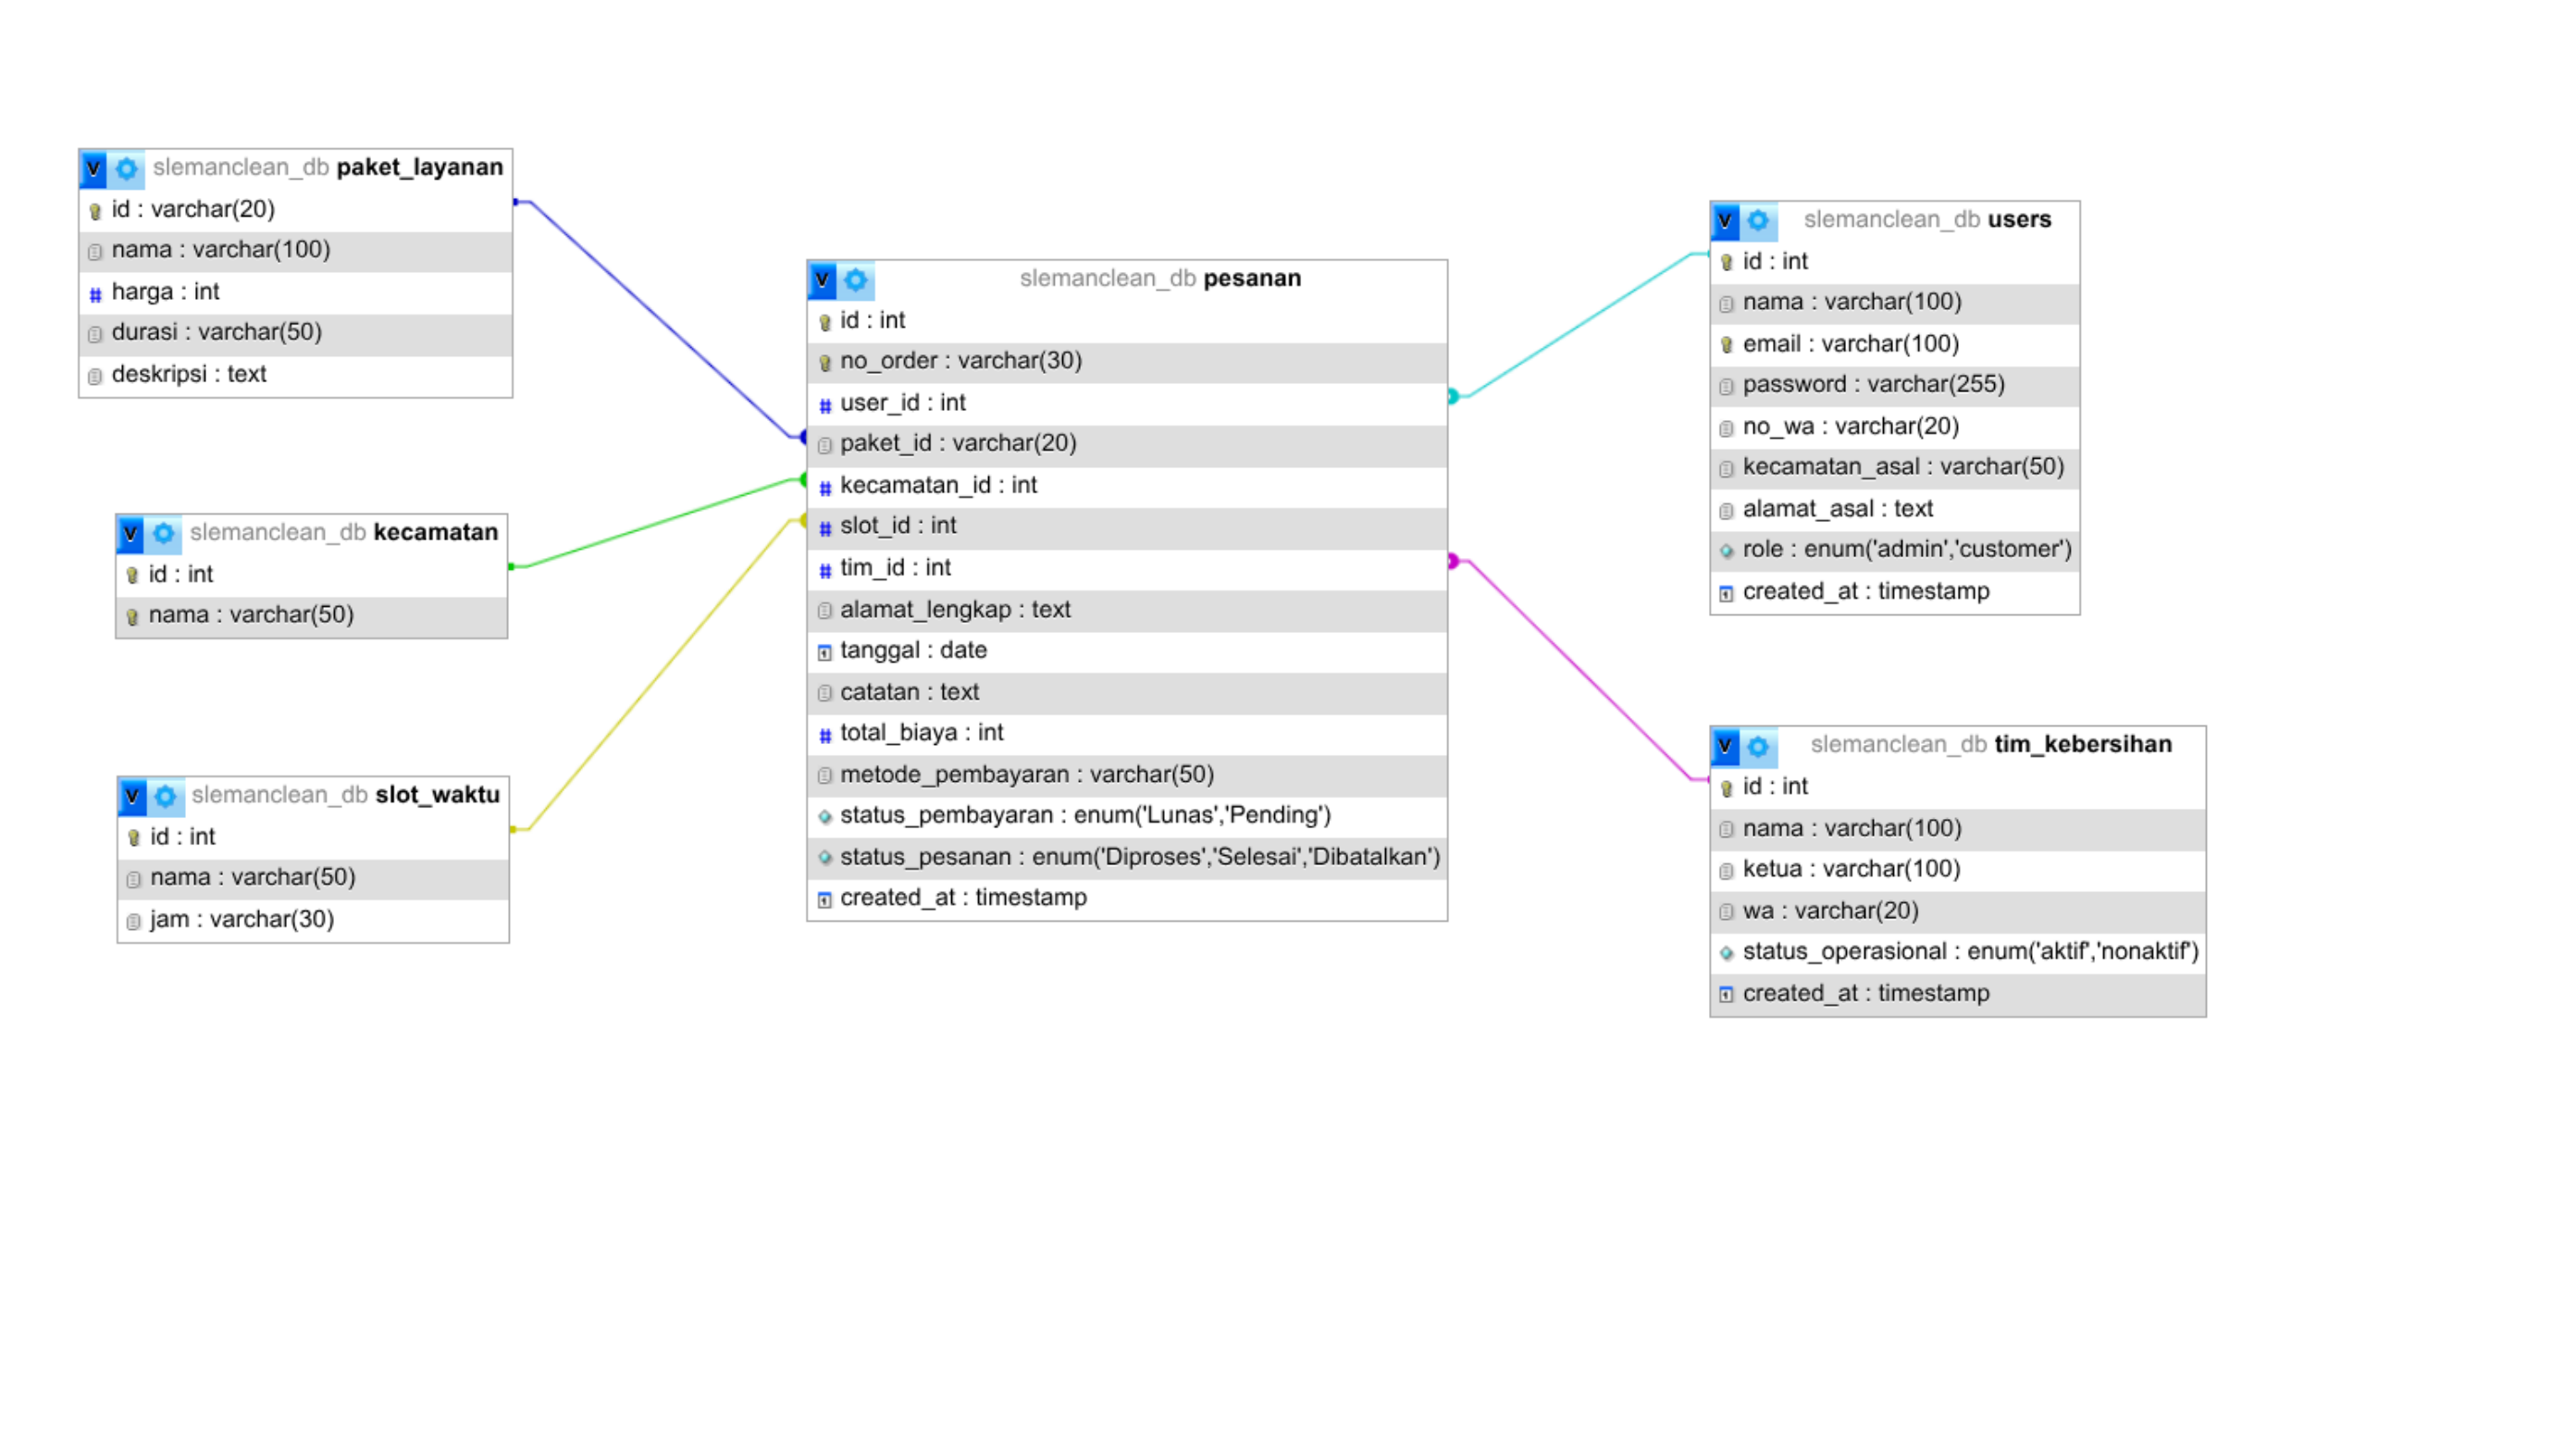 slemanclean_db paket_layanan
id : varchar(20)
nama : varchar(100)
harga : int
durasi : varchar(50)
deskripsi : text
slemanclean_db kecamatan
id : int
nama : varchar(50)
slemanclean_db slot_waktu
id : int
nama : varchar(50)
jam : varchar(30)
slemanclean_db pesanan
id : int
no_order : varchar(30)
user_id : int
paket_id : varchar(20)
kecamatan_id : int
slot_id : int
tim_id : int
alamat_lengkap : text
tanggal : date
catatan : text
total_biaya : int
metode_pembayaran : varchar(50)
status_pembayaran : enum('Lunas','Pending')
status_pesanan : enum('Diproses','Selesai','Dibatalkan')
created_at : timestamp
slemanclean_db users
id : int
nama : varchar(100)
email : varchar(100)
password : varchar(255)
no_wa : varchar(20)
kecamatan_asal : varchar(50)
alamat_asal : text
role : enum('admin','customer')
created_at : timestamp
slemanclean_db tim_kebersihan
id : int
nama : varchar(100)
ketua : varchar(100)
wa : varchar(20)
status_operasional : enum('aktif','nonaktif')
created_at : timestamp